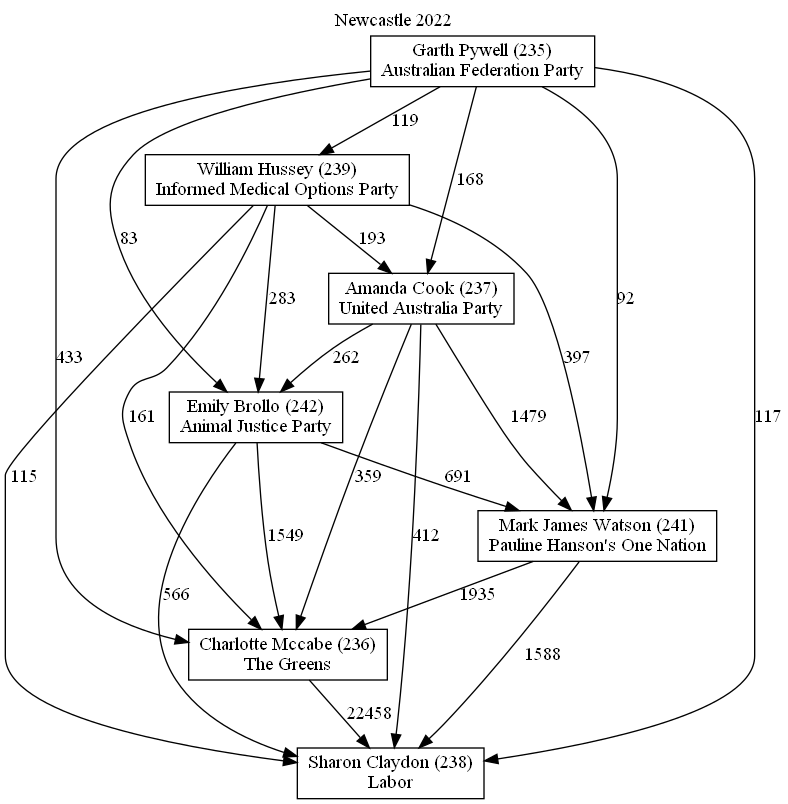 Newcastle 2022
Garth Pywell (235)
Australian Federation Party
119
William Hussey (239)
Informed Medical Options Party
168
83
193
92
283
Amanda Cook (237)
United Australia Party
433
262
397
161
Emily Brollo (242)
Animal Justice Party
1479
117
115
359
691
1549
412
Mark James Watson (241)
Pauline Hanson's One Nation
566
1935
Charlotte Mccabe (236)
The Greens
1588
22458
Sharon Claydon (238)
Labor